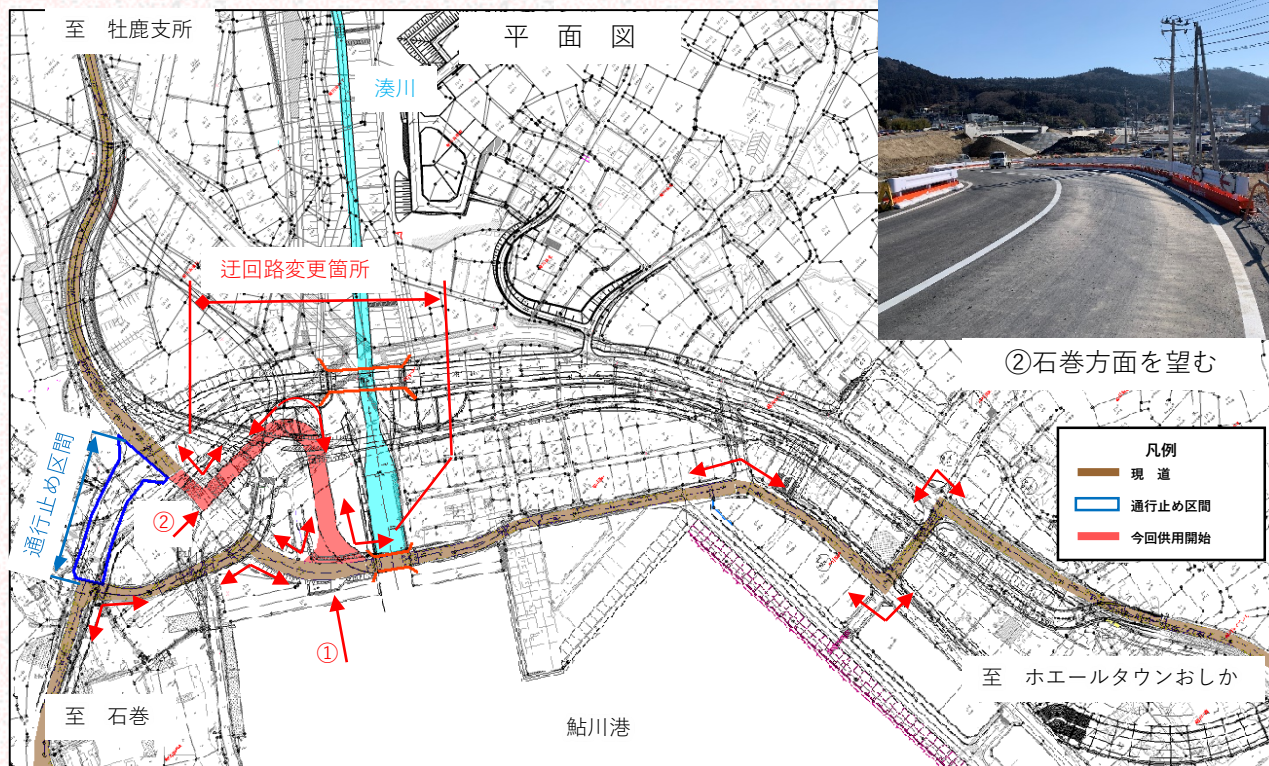 至 牡鹿支所
平 面 図
湊川
迂回路変更箇所
②石巻方面を望む
通行止め区間
②
凡例
現 道
通行止め区間
今回供用開始
①
至 ホエールタウンおしか
至 石巻
鮎川港